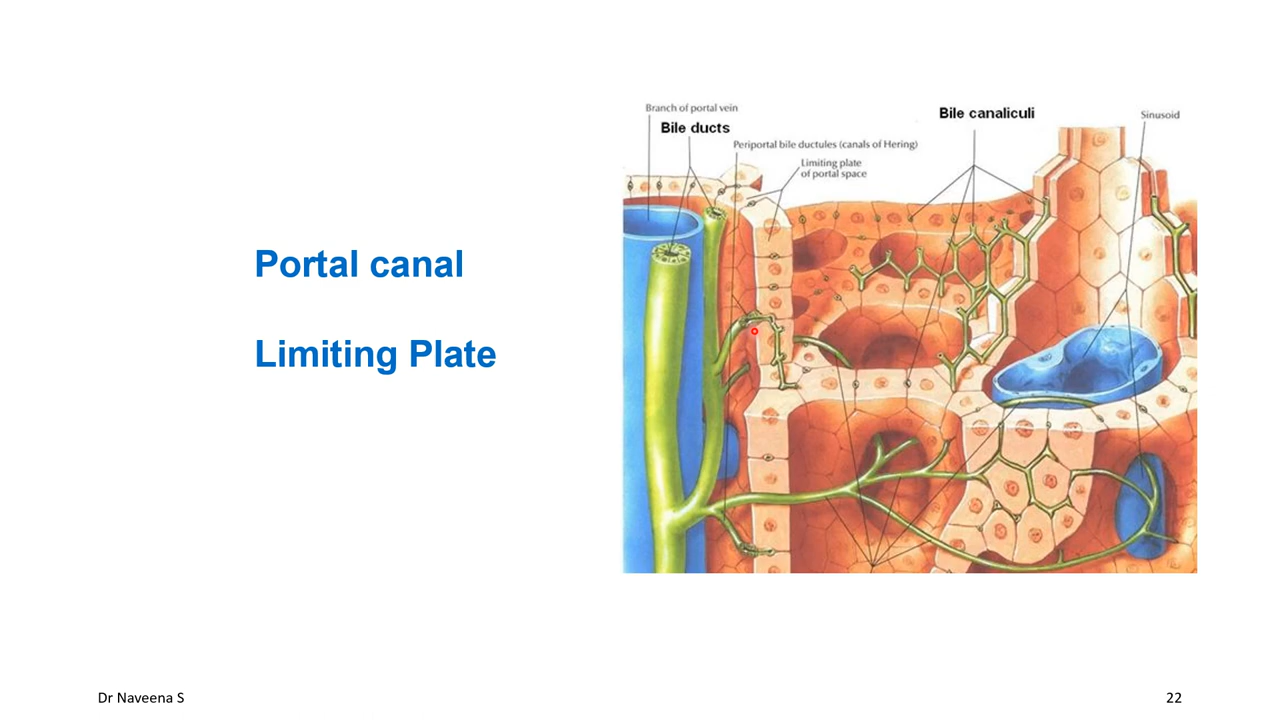 Portal canal
Limiting Plate
Branch of portal vein
Bile ducts
Periportal bile ductules (canals of Hering)
Limiting plate
of portal space
Bile canaliculi
Sinusoid
Dr Naveena S
22